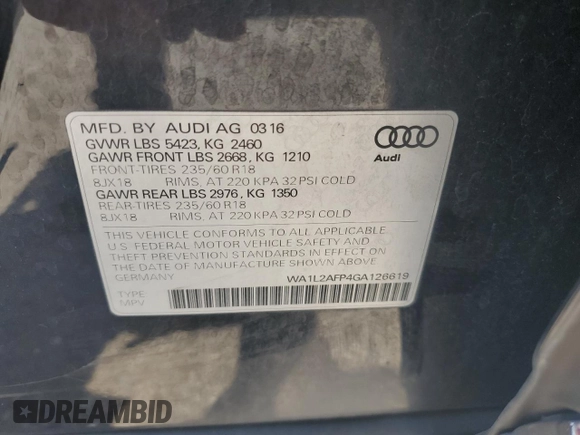 MFD. BY AUDI AG 0316
GVWR LBS 5423, KG 2460
GAWR FRONT LBS 2668, KG 1210
FRONT-TIRES 235/60 R18
8JX18 RIMS, AT 220 KPA 32 PSI COLD
GAWR REAR LBS 2976, KG 1350
REAR-TIRES 235/60 R18
8JX18 RIMS, AT 220 KPA 32 PSI COLD
THIS VEHICLE CONFORMS TO ALL APPLICABLE
U.S. FEDERAL MOTOR VEHICLE SAFETY AND
THEFT PREVENTION STANDARDS IN EFFECT ON
THE DATE OF MANUFACTURE SHOWN ABOVE.
GERMANY WA1L2AFP4GA126619
TYPE:
MPV
Audi
DREAMBID